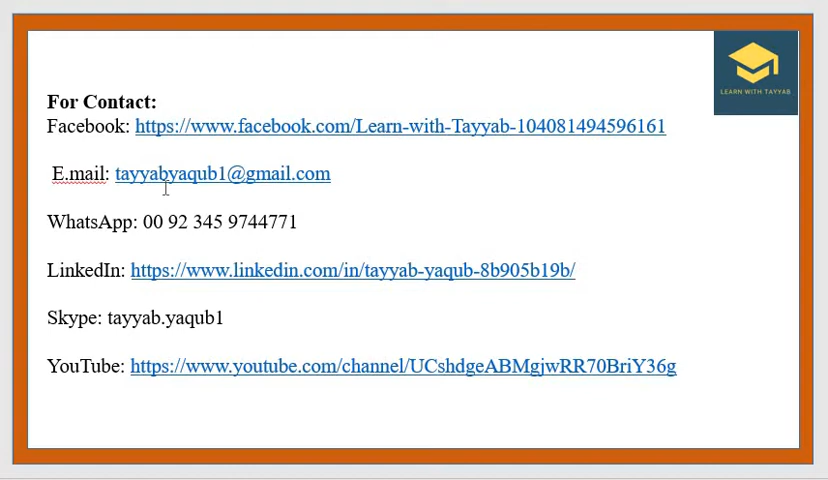 LEARN WITH TAYYAB
For Contact:
Facebook: https://www.facebook.com/Learn-with-Tayyab-104081494596161
E.mail: tayyabyaqub1@gmail.com
WhatsApp: 00 92 345 9744771
LinkedIn: https://www.linkedin.com/in/tayyab-yaqub-8b905b19b/
Skype: tayyab.yaqub1
YouTube: https://www.youtube.com/channel/UCshdgeABMgjwRR70BriY36g